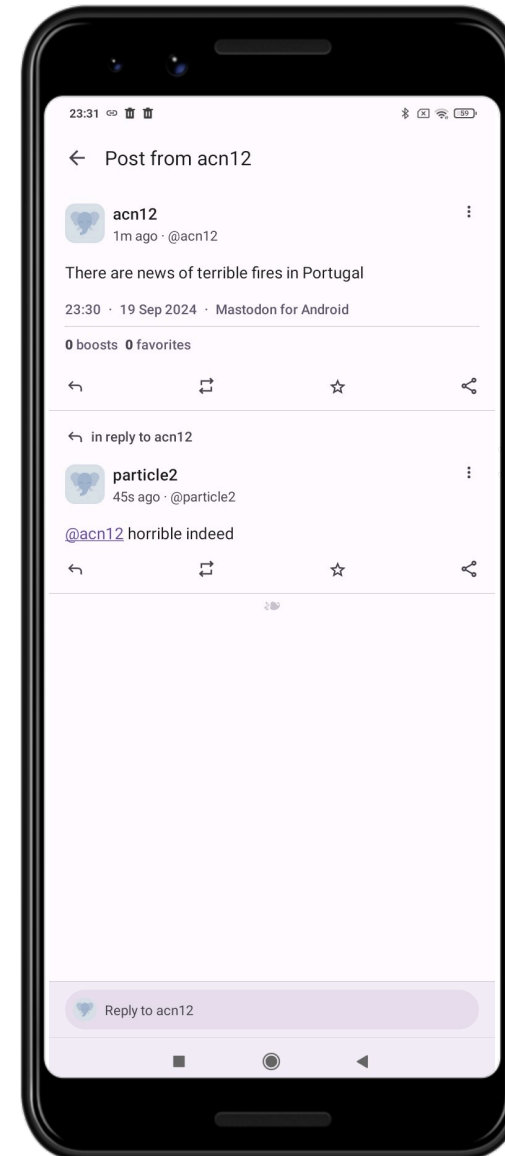 23:31
59
Post from acn12
acn12
1m ago · @acn12
There are news of terrible fires in Portugal
23:30 · 19 Sep 2024 · Mastodon for Android
0 boosts 0 favorites
in reply to acn12
particle2
45s ago · @particle2
@acn12 horrible indeed
Reply to acn12